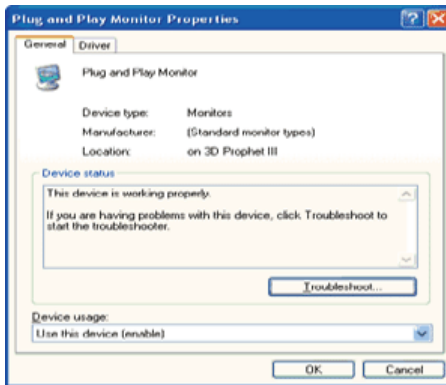 Plug and Play Monitor Properties
General Driver
Plug and Play Monitor
Device type: Monitors
Manufacturer: (Standard monitor types)
Location: on 3D Prophet III
Device status
This device is working properly.
If you are having problems with this device, click Troubleshoot to
start the troubleshooter.
Troubleshoot...
Device usage:
Use this device (enable)
OK Cancel